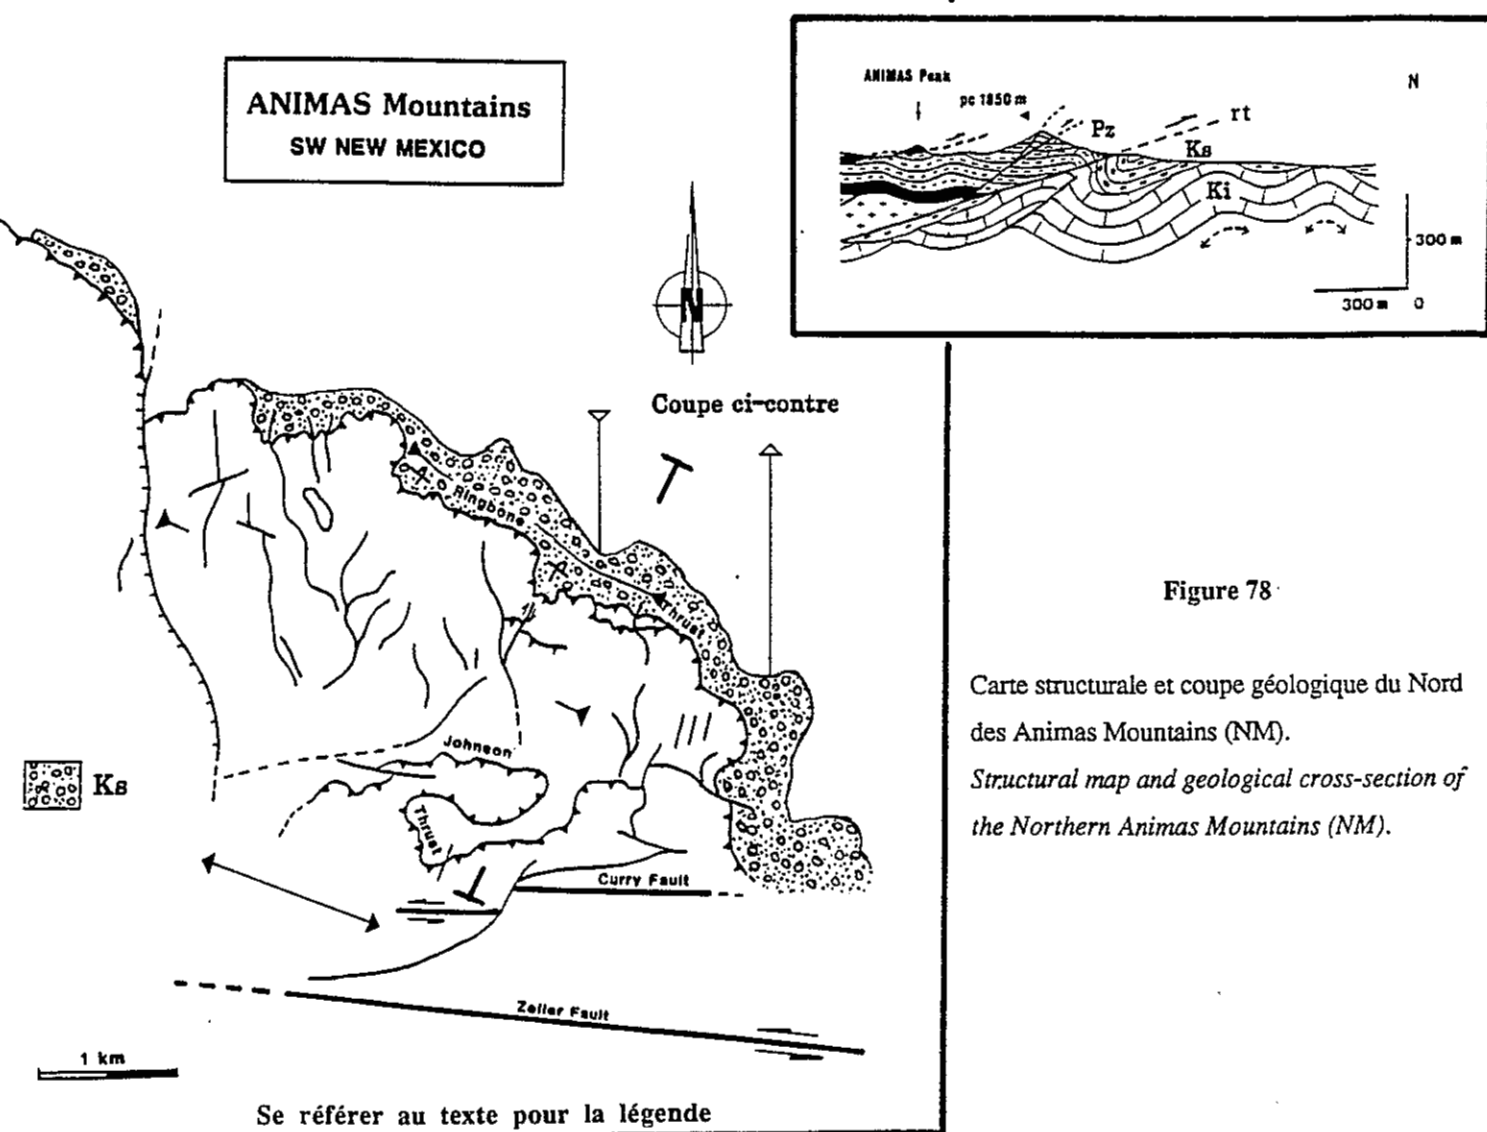 ANIMAS Mountains
SW NEW MEXICO
ANIMAS Peak
pc 1850 m
N
Pz
rt
Ks
Ki
300 m
300 m 0
N
Coupe ci-contre
Ringbone
Thrust
Johnson
Thrust
Ks
Curry Fault
Zeller Fault
1 km
Se référer au texte pour la légende
Figure 78
Carte structurale et coupe géologique du Nord
des Animas Mountains (NM).
Structural map and geological cross-section of
the Northern Animas Mountains (NM).